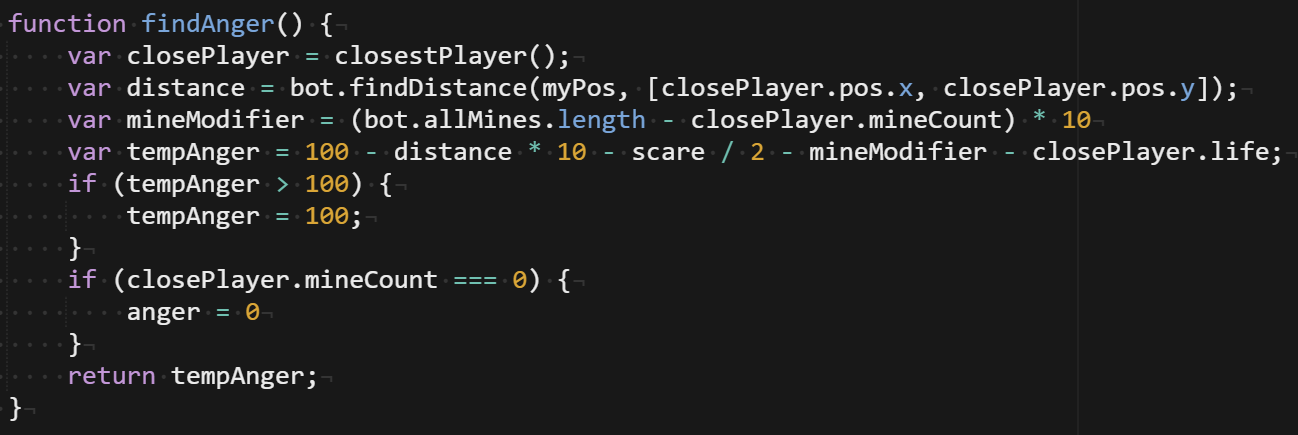 function findAnger() {
    var closePlayer = closestPlayer();
    var distance = bot.findDistance(myPos, [closePlayer.pos.x, closePlayer.pos.y]);
    var mineModifier = (bot.allMines.length - closePlayer.mineCount) * 10
    var tempAnger = 100 - distance * 10 - scare / 2 - mineModifier - closePlayer.life;
    if (tempAnger > 100) {
        tempAnger = 100;
    }
    if (closePlayer.mineCount === 0) {
        anger = 0
    }
    return tempAnger;
}